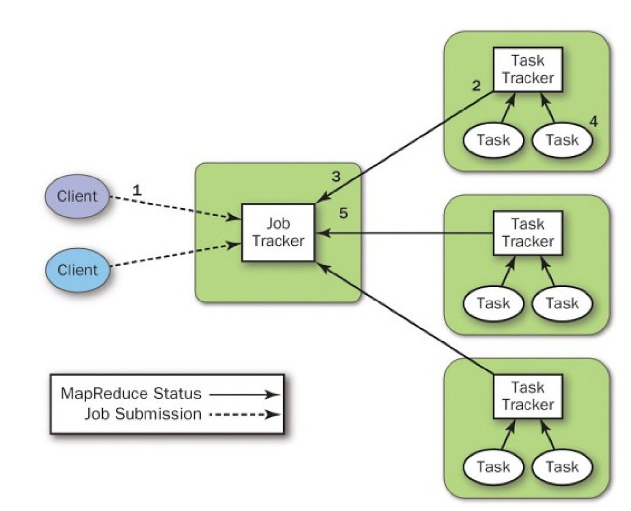 Task
Tracker
2
4
Task
Task
3
Client
1
5
Job
Tracker
Task
Tracker
Client
Task
Task
MapReduce Status
Job Submission
Task
Tracker
Task
Task